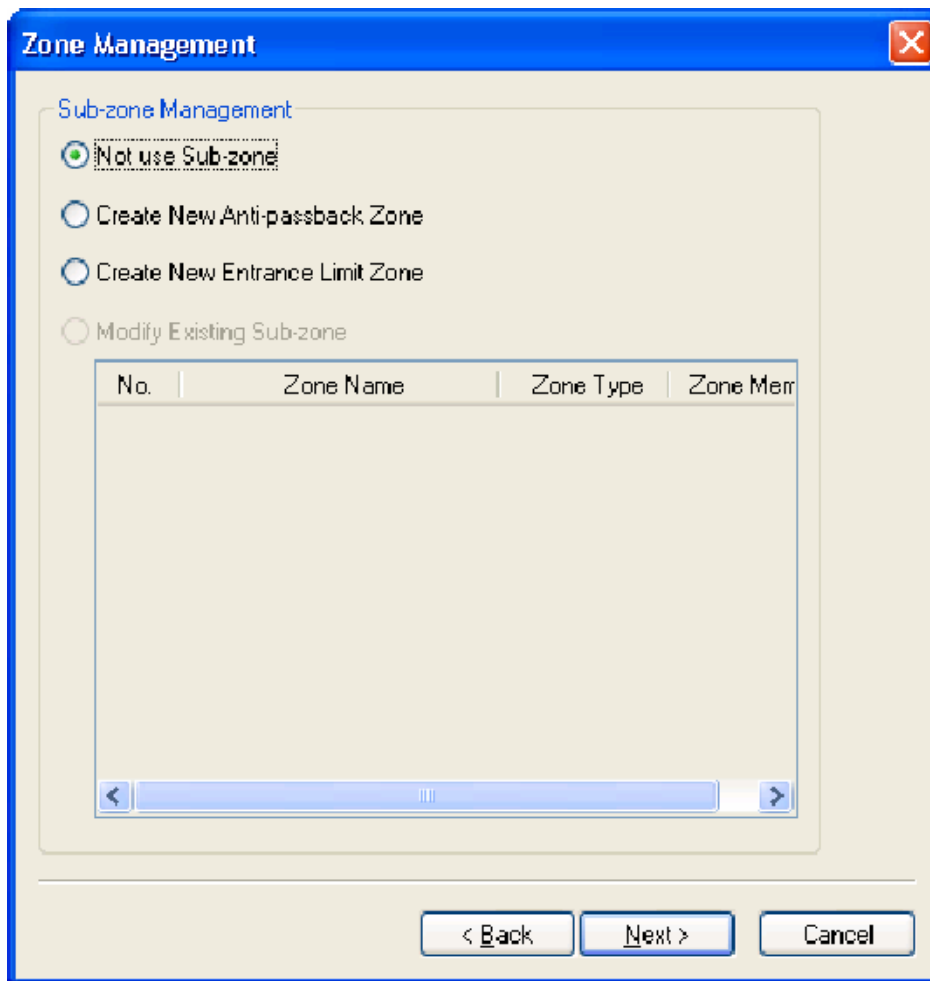 Zone Management
Sub-zone Management
Not use Sub-zone
Create New Anti-passback Zone
Create New Entrance Limit Zone
Modify Existing Sub-zone
No. Zone Name Zone Type Zone Mem
< Back Next > Cancel